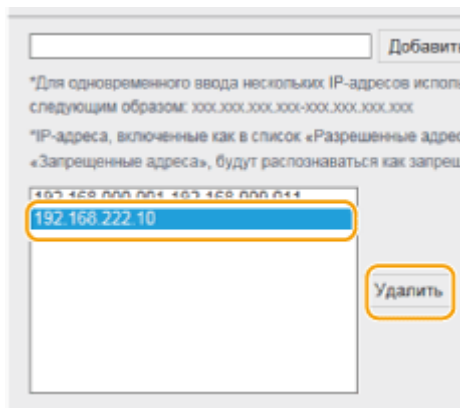 Добавить
*Для одновременного ввода нескольких IP-адресов исполь
следующим образом: xxx.xxx.xxx.xxx-xxx.xxx.xxx.xxx
*IP-адреса, включенные как в список «Разрешенные адрес
«Запрещенные адреса», будут распознаваться как запрещ
192.168.000.001-192.168.000.011
192.168.222.10
Удалить